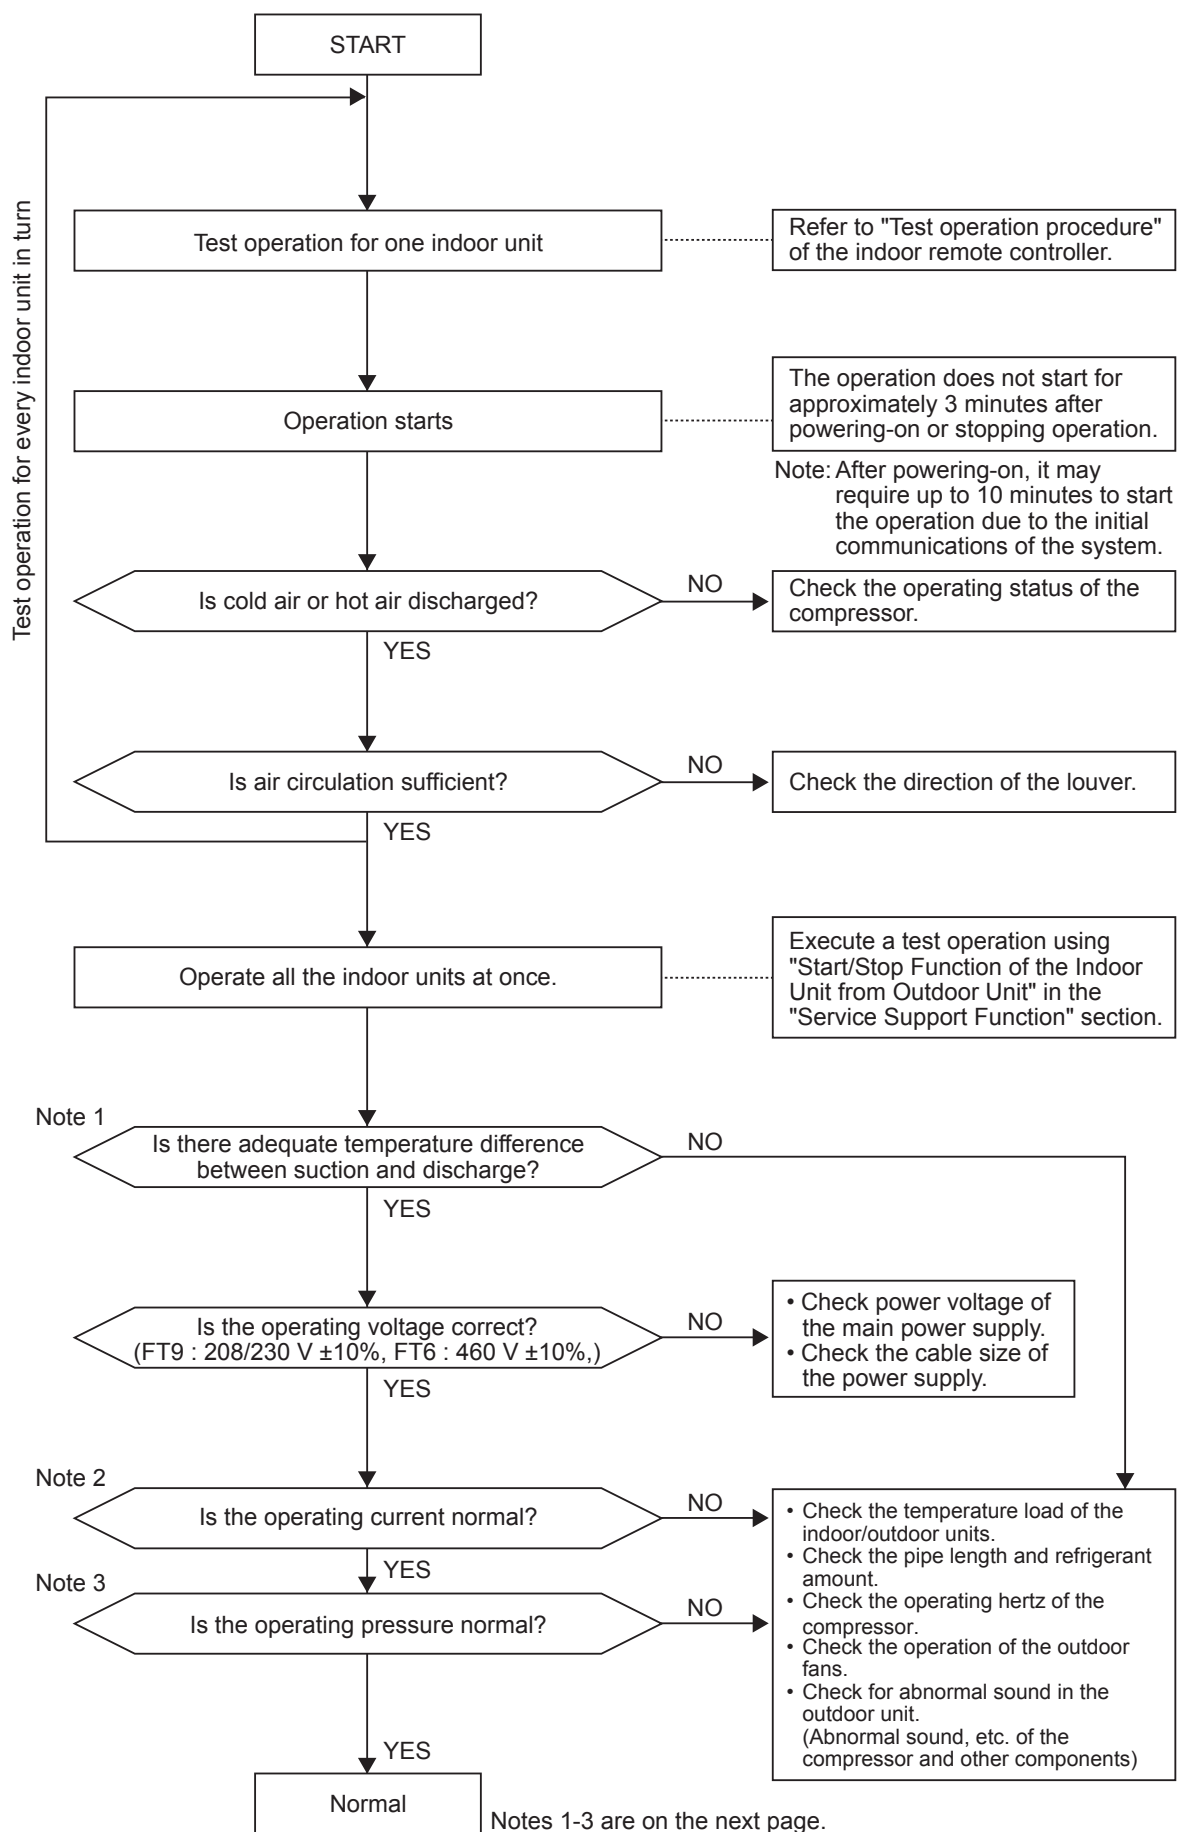 START
Test operation for every indoor unit in turn
Test operation for one indoor unit
Refer to "Test operation procedure"
of the indoor remote controller.
Operation starts
The operation does not start for
approximately 3 minutes after
powering-on or stopping operation.
Note: After powering-on, it may
require up to 10 minutes to start
the operation due to the initial
communications of the system.
Is cold air or hot air discharged?
NO
Check the operating status of the
compressor.
YES
Is air circulation sufficient?
NO
Check the direction of the louver.
YES
Operate all the indoor units at once.
Execute a test operation using
"Start/Stop Function of the Indoor
Unit from Outdoor Unit" in the
"Service Support Function" section.
Note 1
Is there adequate temperature difference
between suction and discharge?
NO
YES
Is the operating voltage correct?
(FT9 : 208/230 V ±10%, FT6 : 460 V ±10%,)
NO
• Check power voltage of
the main power supply.
• Check the cable size of
the power supply.
YES
Note 2
Is the operating current normal?
NO
YES
Note 3
Is the operating pressure normal?
NO
• Check the temperature load of the
indoor/outdoor units.
• Check the pipe length and refrigerant
amount.
• Check the operating hertz of the
compressor.
• Check the operation of the outdoor
fans.
• Check for abnormal sound in the
outdoor unit.
(Abnormal sound, etc. of the
compressor and other components)
YES
Normal
Notes 1-3 are on the next page.